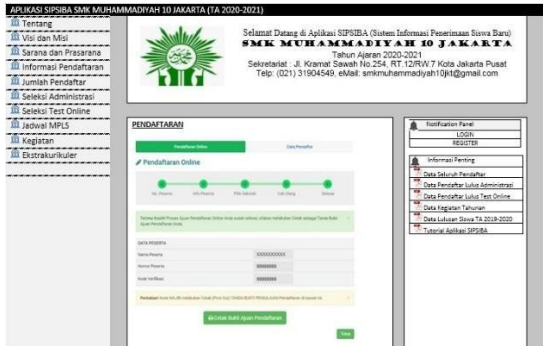 APLIKASI SIPSIBA SMK MUHAMMADIYAH 10 JAKARTA (TA 2020-2021)
Tentang
Visi dan Misi
Sarana dan Prasarana
Informasi Pendaftaran
Jumlah Pendaftar
Seleksi Administrasi
Seleksi Test Online
Jadwal MPLS
Kegiatan
Ekstrakurikuler
Selamat Datang di Aplikasi SIPSIBA (Sistem Informasi Penerimaan Siswa Baru)
SMK MUHAMMADIYAH 10 JAKARTA
Tahun Ajaran 2020-2021
Sekretariat : Jl. Kramat Sawah No.254, RT.12/RW.7 Kota Jakarta Pusat
Telp: (021) 31904549, eMail: smkmuhammadiyah10jkt@gmail.com
PENDAFTARAN
Pendaftaran Online
Data Pendaftar
Pendaftaran Online
DATA PESERTA
Nama Peserta
XXXXXXXXXX
Nomor Peserta
Kode Verifikasi
Cetak Bukti Ajuan Pendaftaran
Notification Panel
LOGIN
REGISTER
Informasi Penting
Data Seluruh Pendaftar
Data Pendaftar Lulus Administrasi
Data Pendaftar Lulus Test Online
Data Kegiatan Tahunan
Data Lulusan Siswa TA 2019-2020
Tutorial Aplikasi SIPSIBA